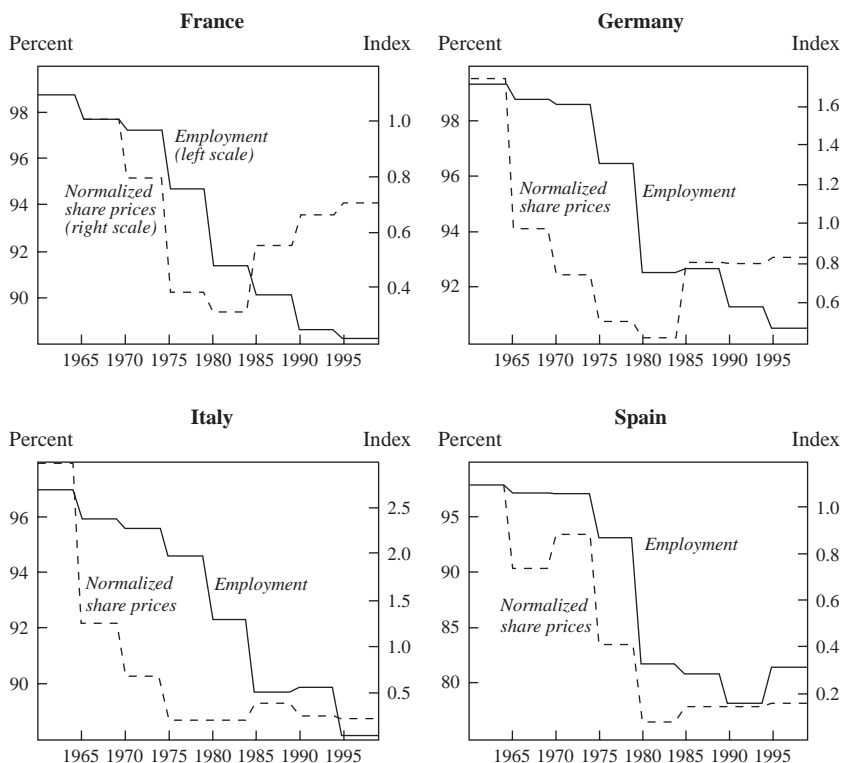 France
Percent Index
98
96
94
92
90
1.0
0.8
0.6
0.4
Employment
(left scale)
Normalized
share prices
(right scale)
1965 1970 1975 1980 1985 1990 1995
Germany
Percent Index
98
96
94
92
1.6
1.4
1.2
1.0
0.8
0.6
Normalized
share prices
Employment
1965 1970 1975 1980 1985 1990 1995
Italy
Percent Index
96
94
92
90
2.5
2.0
1.5
1.0
0.5
Normalized
share prices
Employment
1965 1970 1975 1980 1985 1990 1995
Spain
Percent Index
95
90
85
80
1.0
0.8
0.6
0.4
0.2
Employment
Normalized
share prices
1965 1970 1975 1980 1985 1990 1995